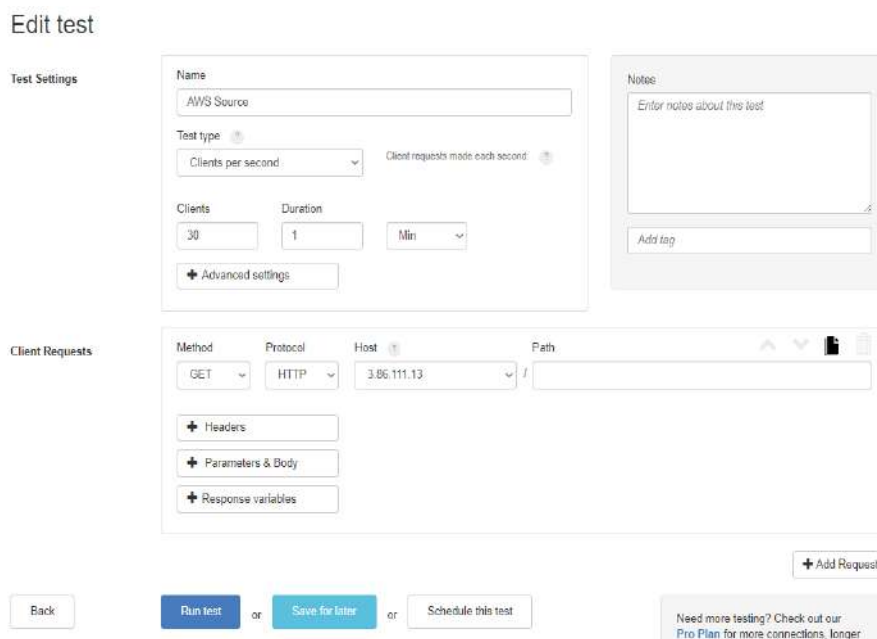 Edit test
Test Settings
Name
AWS Source
Test type ?
Clients per second
Client requests made each second ?
Clients
Duration
30
1
Min
+ Advanced settings
Notes
Enter notes about this test
Add tag
Client Requests
Method
Protocol
Host ?
Path
GET
HTTP
3.86.111.13
/
+ Headers
+ Parameters & Body
+ Response variables
+ Add Request
Back
Run test
or
Save for later
or
Schedule this test
Need more testing? Check out our
Pro Plan for more connections, longer